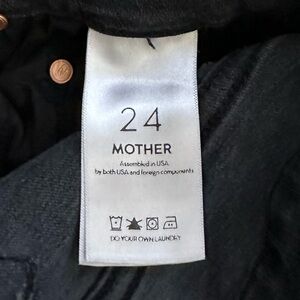 24
MOTHER
Assembled in USA
by both USA and foreign components
DO YOUR OWN LAUNDRY